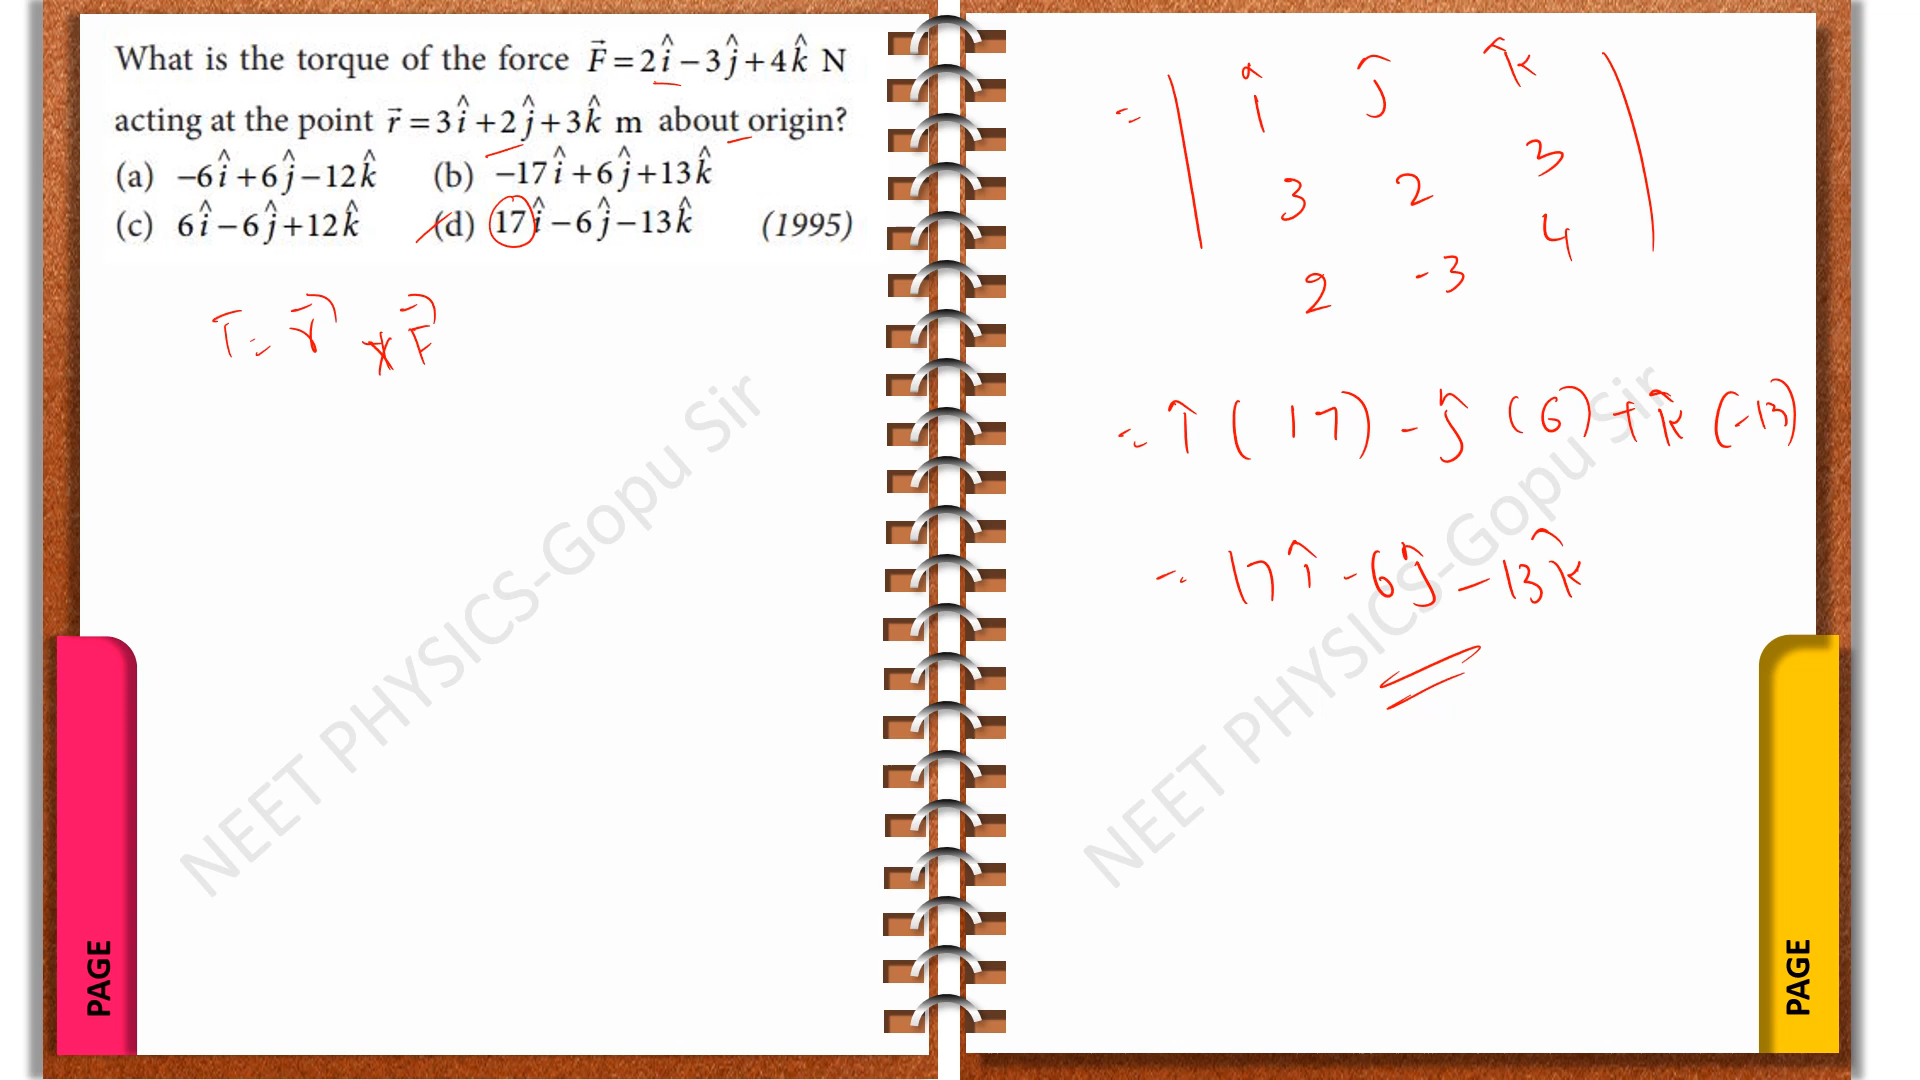 What is the torque of the force F⃗ = 2î − 3ĵ + 4k̂ N
acting at the point r⃗ = 3î + 2ĵ + 3k̂ m about origin?
(a) −6î + 6ĵ − 12k̂ (b) −17î + 6ĵ + 13k̂
(c) 6î − 6ĵ + 12k̂ (d) 17î − 6ĵ − 13k̂ (1995)
τ = r⃗ × F⃗
NEET PHYSICS-Gopu Sir
PAGE
= | î ĵ k̂ |
3 2 3
2 -3 4
= î (17) - ĵ (6) + k̂ (-13)
= 17î - 6ĵ - 13k̂
NEET PHYSICS-Gopu Sir
PAGE